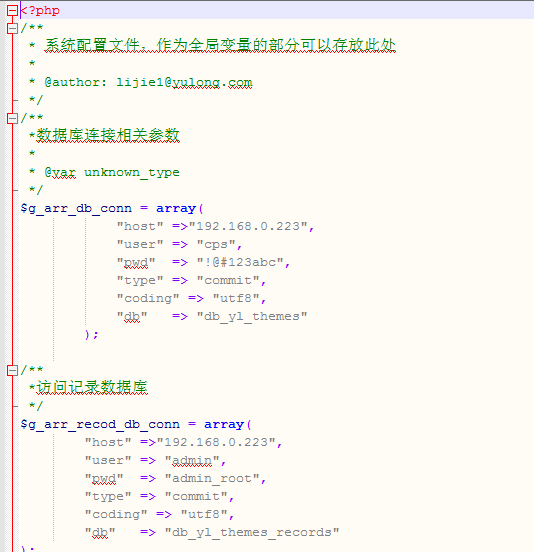 <?php
/**
 * 系统配置文件，作为全局变量的部分可以存放此处
 *
 * @author: lijie1@yulong.com
 */
/**
 *数据库连接相关参数
 *
 * @var unknown_type
 */
$g_arr_db_conn = array(
"host" =>"192.168.0.223",
"user" => "cps",
"pwd" => "!@#123abc",
"type" => "commit",
"coding" => "utf8",
"db" => "db_yl_themes"
);
/**
 *访问记录数据库
 */
$g_arr_recod_db_conn = array(
"host" =>"192.168.0.223",
"user" => "admin",
"pwd" => "admin_root",
"type" => "commit",
"coding" => "utf8",
"db" => "db_yl_themes_records"
);